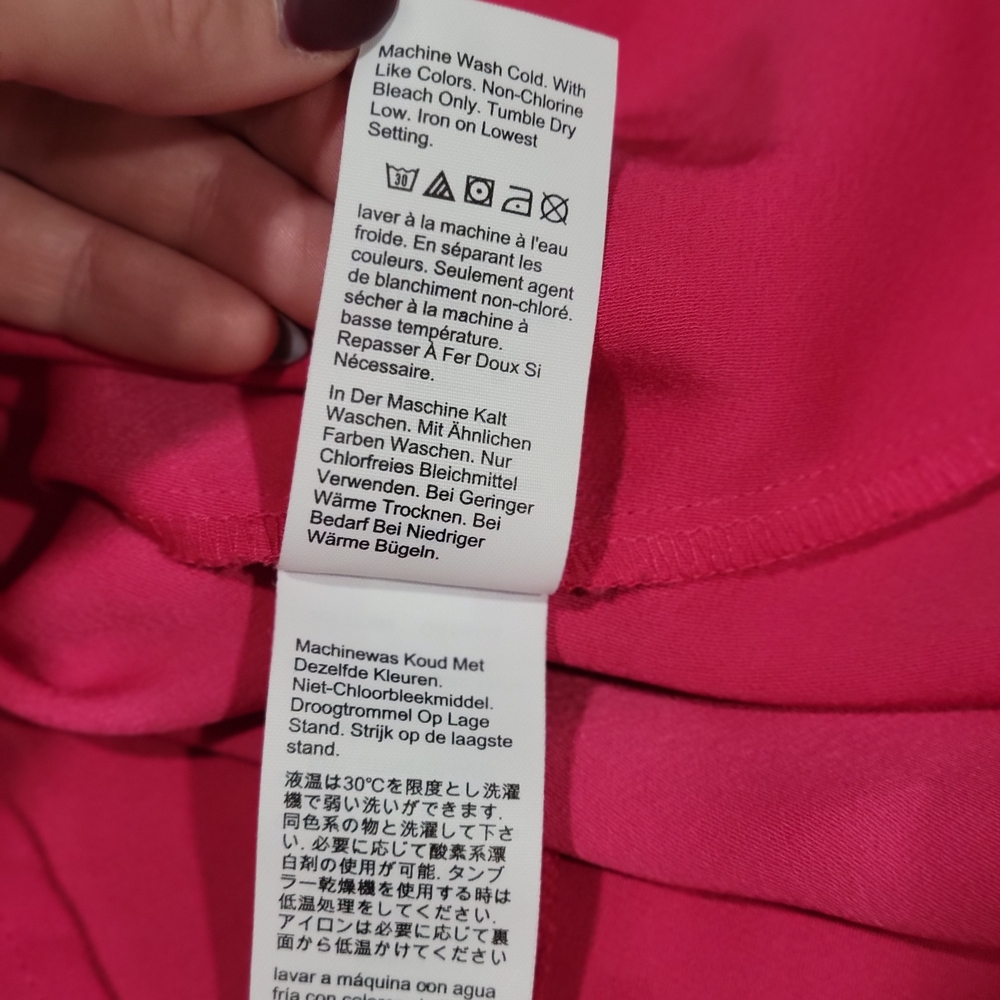 Machine Wash Cold. With
Like Colors. Non-Chlorine
Bleach Only. Tumble Dry
Low. Iron on Lowest
Setting.
30
laver à la machine à l'eau
froide. En séparant les
couleurs. Seulement agent
de blanchiment non-chloré.
sécher à la machine à
basse température.
Repasser À Fer Doux Si
Nécessaire.
In Der Maschine Kalt
Waschen. Mit Ähnlichen
Farben Waschen. Nur
Chlorfreies Bleichmittel
Verwenden. Bei Geringer
Wärme Trocknen. Bei
Bedarf Bei Niedriger
Wärme Bügeln.
Machinewas Koud Met
Dezelfde Kleuren.
Niet-Chloorbleekmiddel.
Droogtrommel Op Lage
Stand. Strijk op de laagste
stand.
液温は30℃を限度とし洗濯
機で弱い洗いができます.
同色系の物と洗濯して下さ
い. 必要に応じて酸素系漂
白剤の使用が可能. タンブ
ラー乾燥機を使用する時は
低温処理をしてください.
アイロンは必要に応じて裏
面から低温かけてください
lavar a máquina con agua
fría con